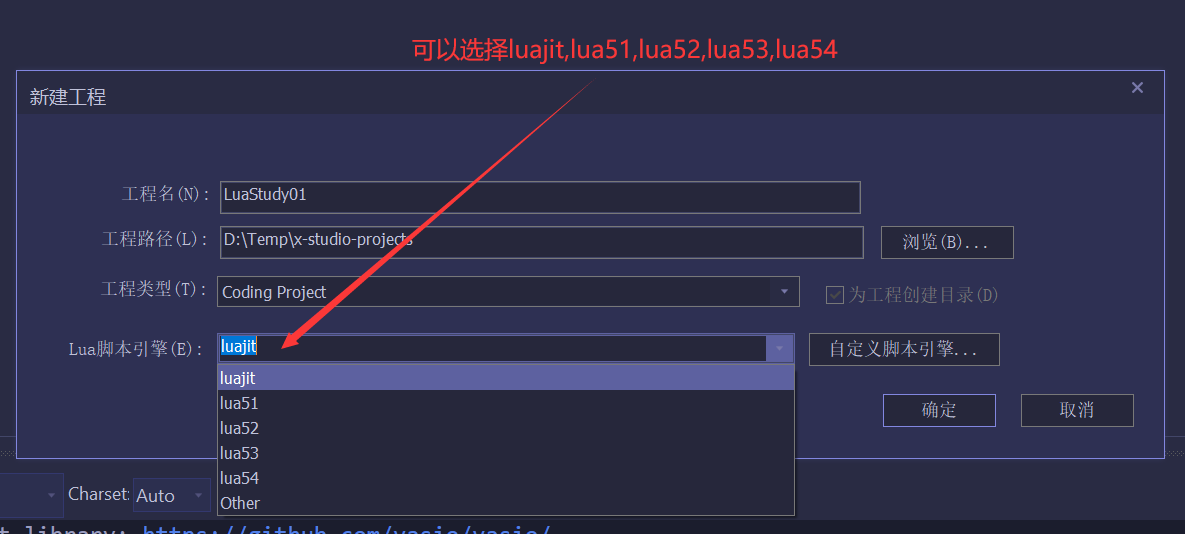 可以选择luajit,lua51,lua52,lua53,lua54
新建工程
工程名(N):
LuaStudy01
工程路径(L):
D:\Temp\x-studio-projects
浏览(B)...
工程类型(T):
Coding Project
为工程创建目录(D)
Lua脚本引擎(E):
luajit
自定义脚本引擎...
luajit
lua51
lua52
lua53
lua54
Other
确定
取消
Charset:
Auto
t library: https://github.com/yasio/yasio/